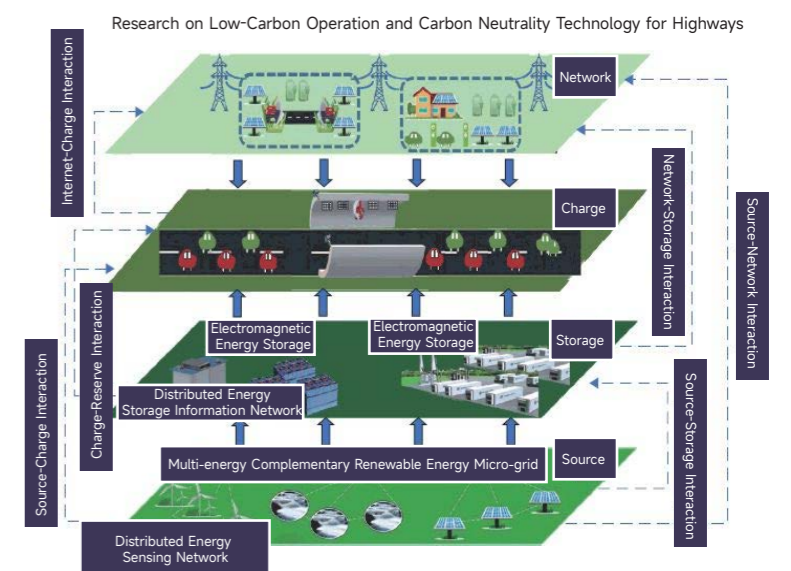 Research on Low-Carbon Operation and Carbon Neutrality Technology for Highways
Internet-Charge Interaction
Network
Charge
Network-Storage Interaction
Source-Network Interaction
Source-Charge Interaction
Charge-Reserve Interaction
Electromagnetic
Energy Storage
Electromagnetic
Energy Storage
Storage
Distributed Energy
Storage Information Network
Source-Storage Interaction
Multi-energy Complementary Renewable Energy Micro-grid
Source
Distributed Energy
Sensing Network